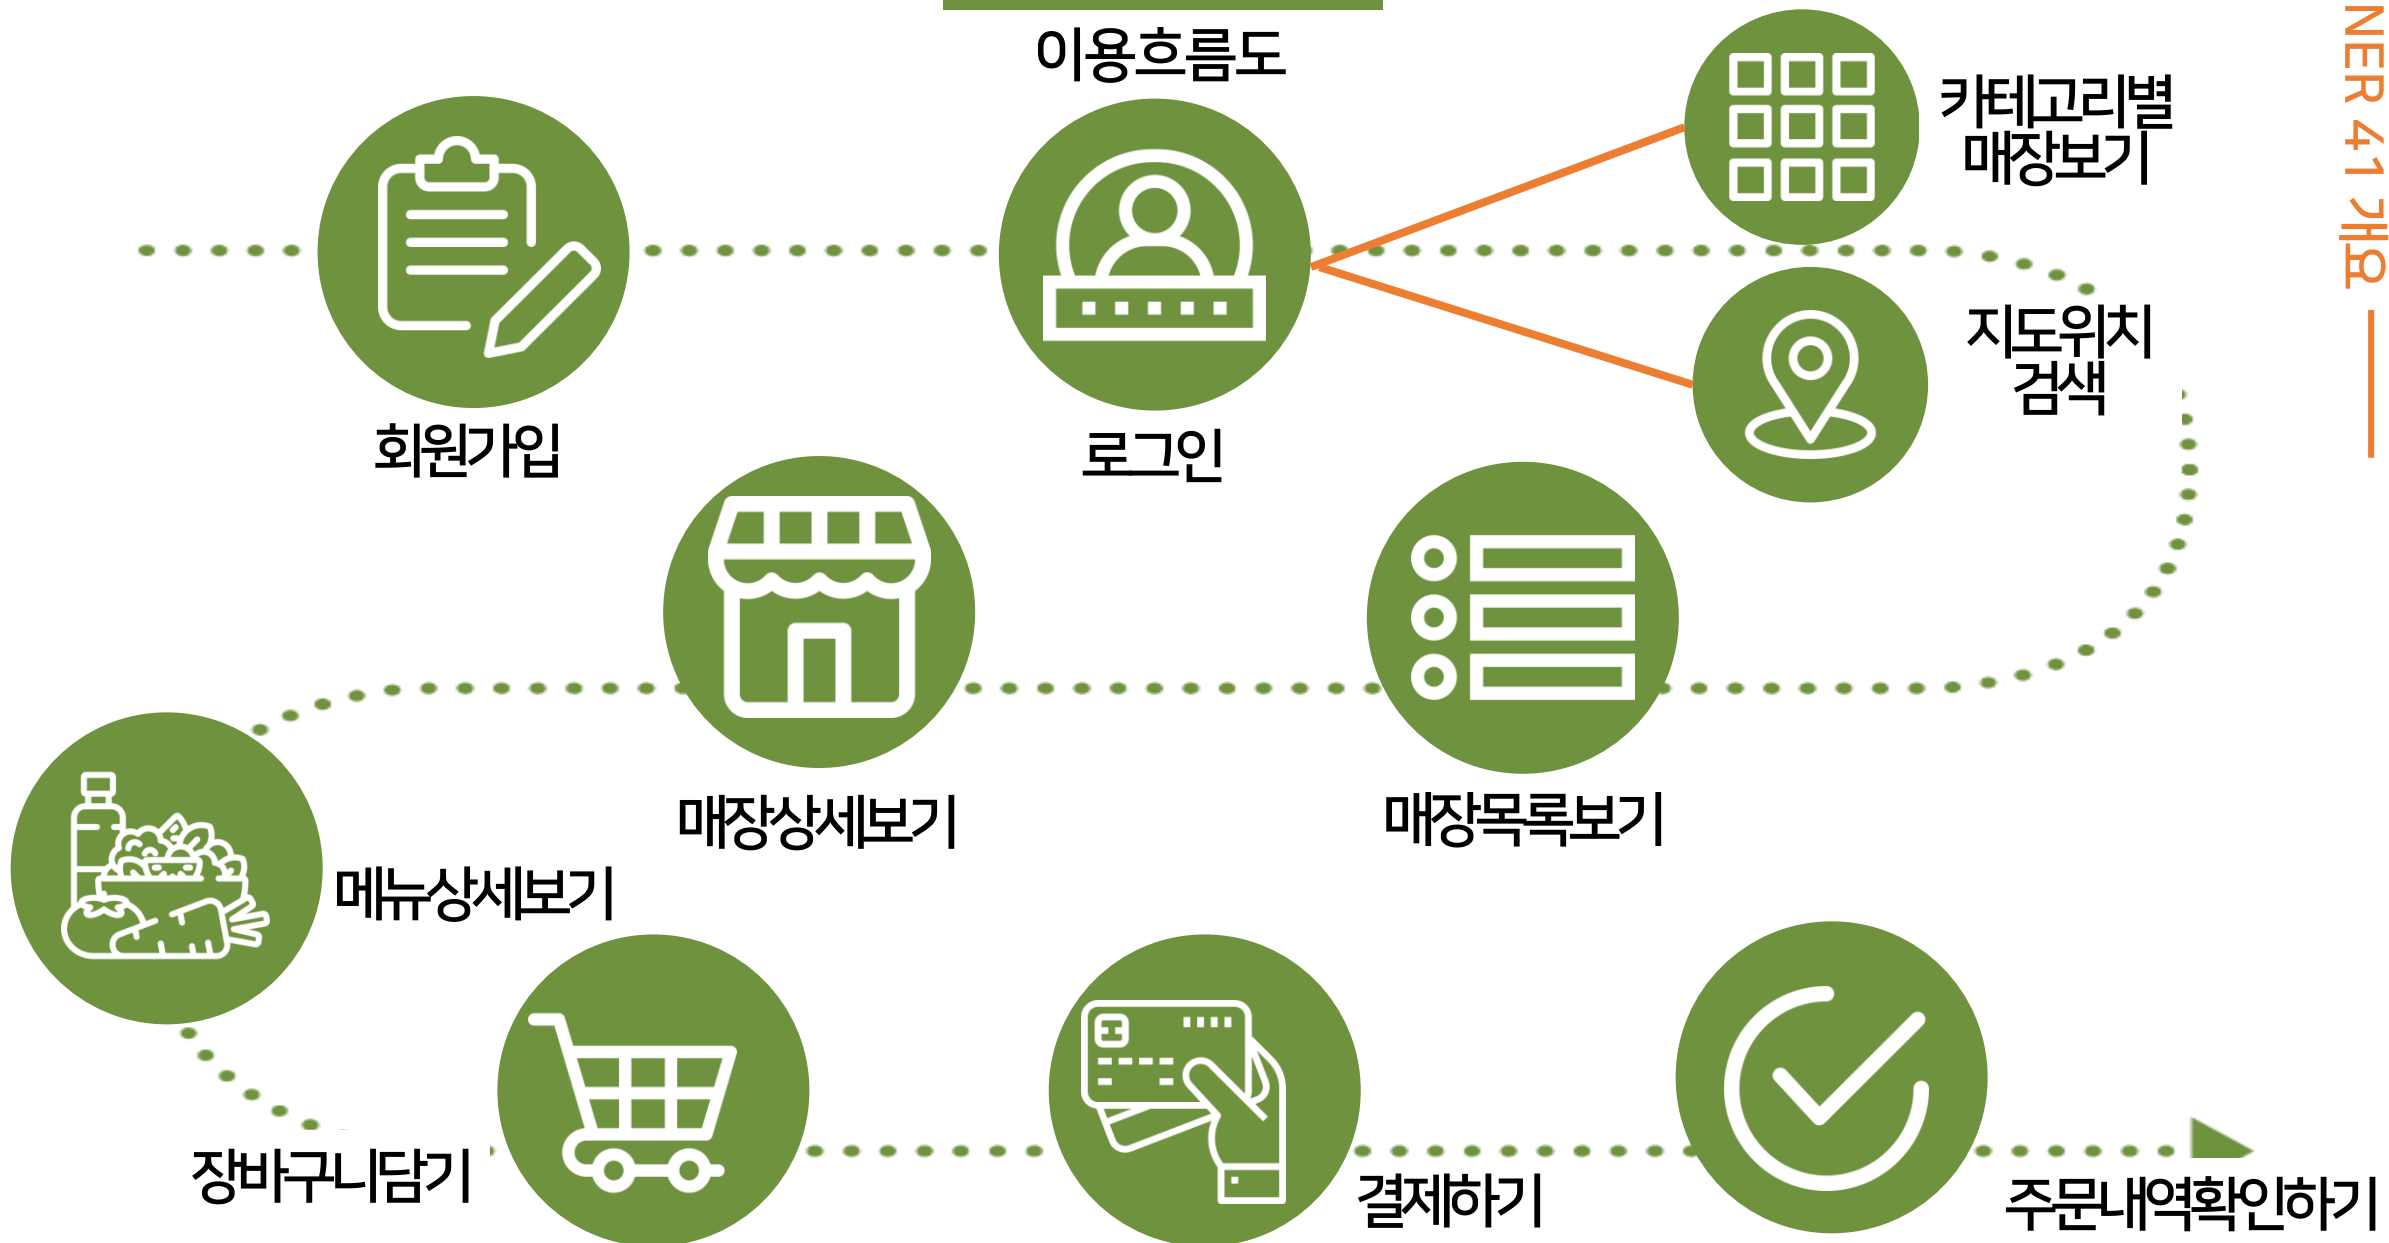 이용흐름도
회원가입
로그인
카테고리별
매장보기
지도위치
검색
매장목록보기
매장상세보기
메뉴상세보기
장바구니담기
결제하기
주문내역확인하기
NER 41 개요